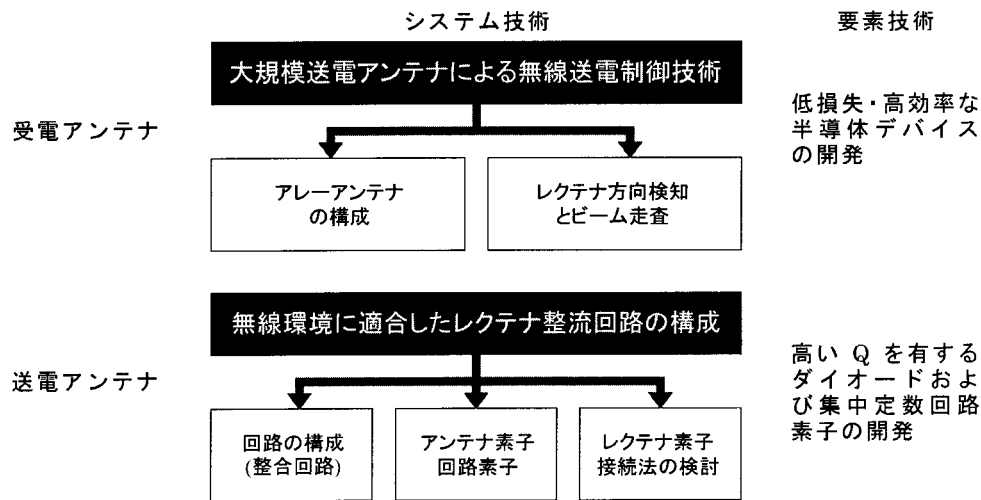 システム技術
要素技術
大規模送電アンテナによる無線送電制御技術
受電アンテナ
低損失・高効率な
半導体デバイス
の開発
アレーアンテナ
の構成
レクテナ方向検知
とビーム走査
無線環境に適合したレクテナ整流回路の構成
送電アンテナ
高い Q を有する
ダイオードおよ
び集中定数回路
素子の開発
回路の構成
(整合回路)
アンテナ素子
回路素子
レクテナ素子
接続法の検討